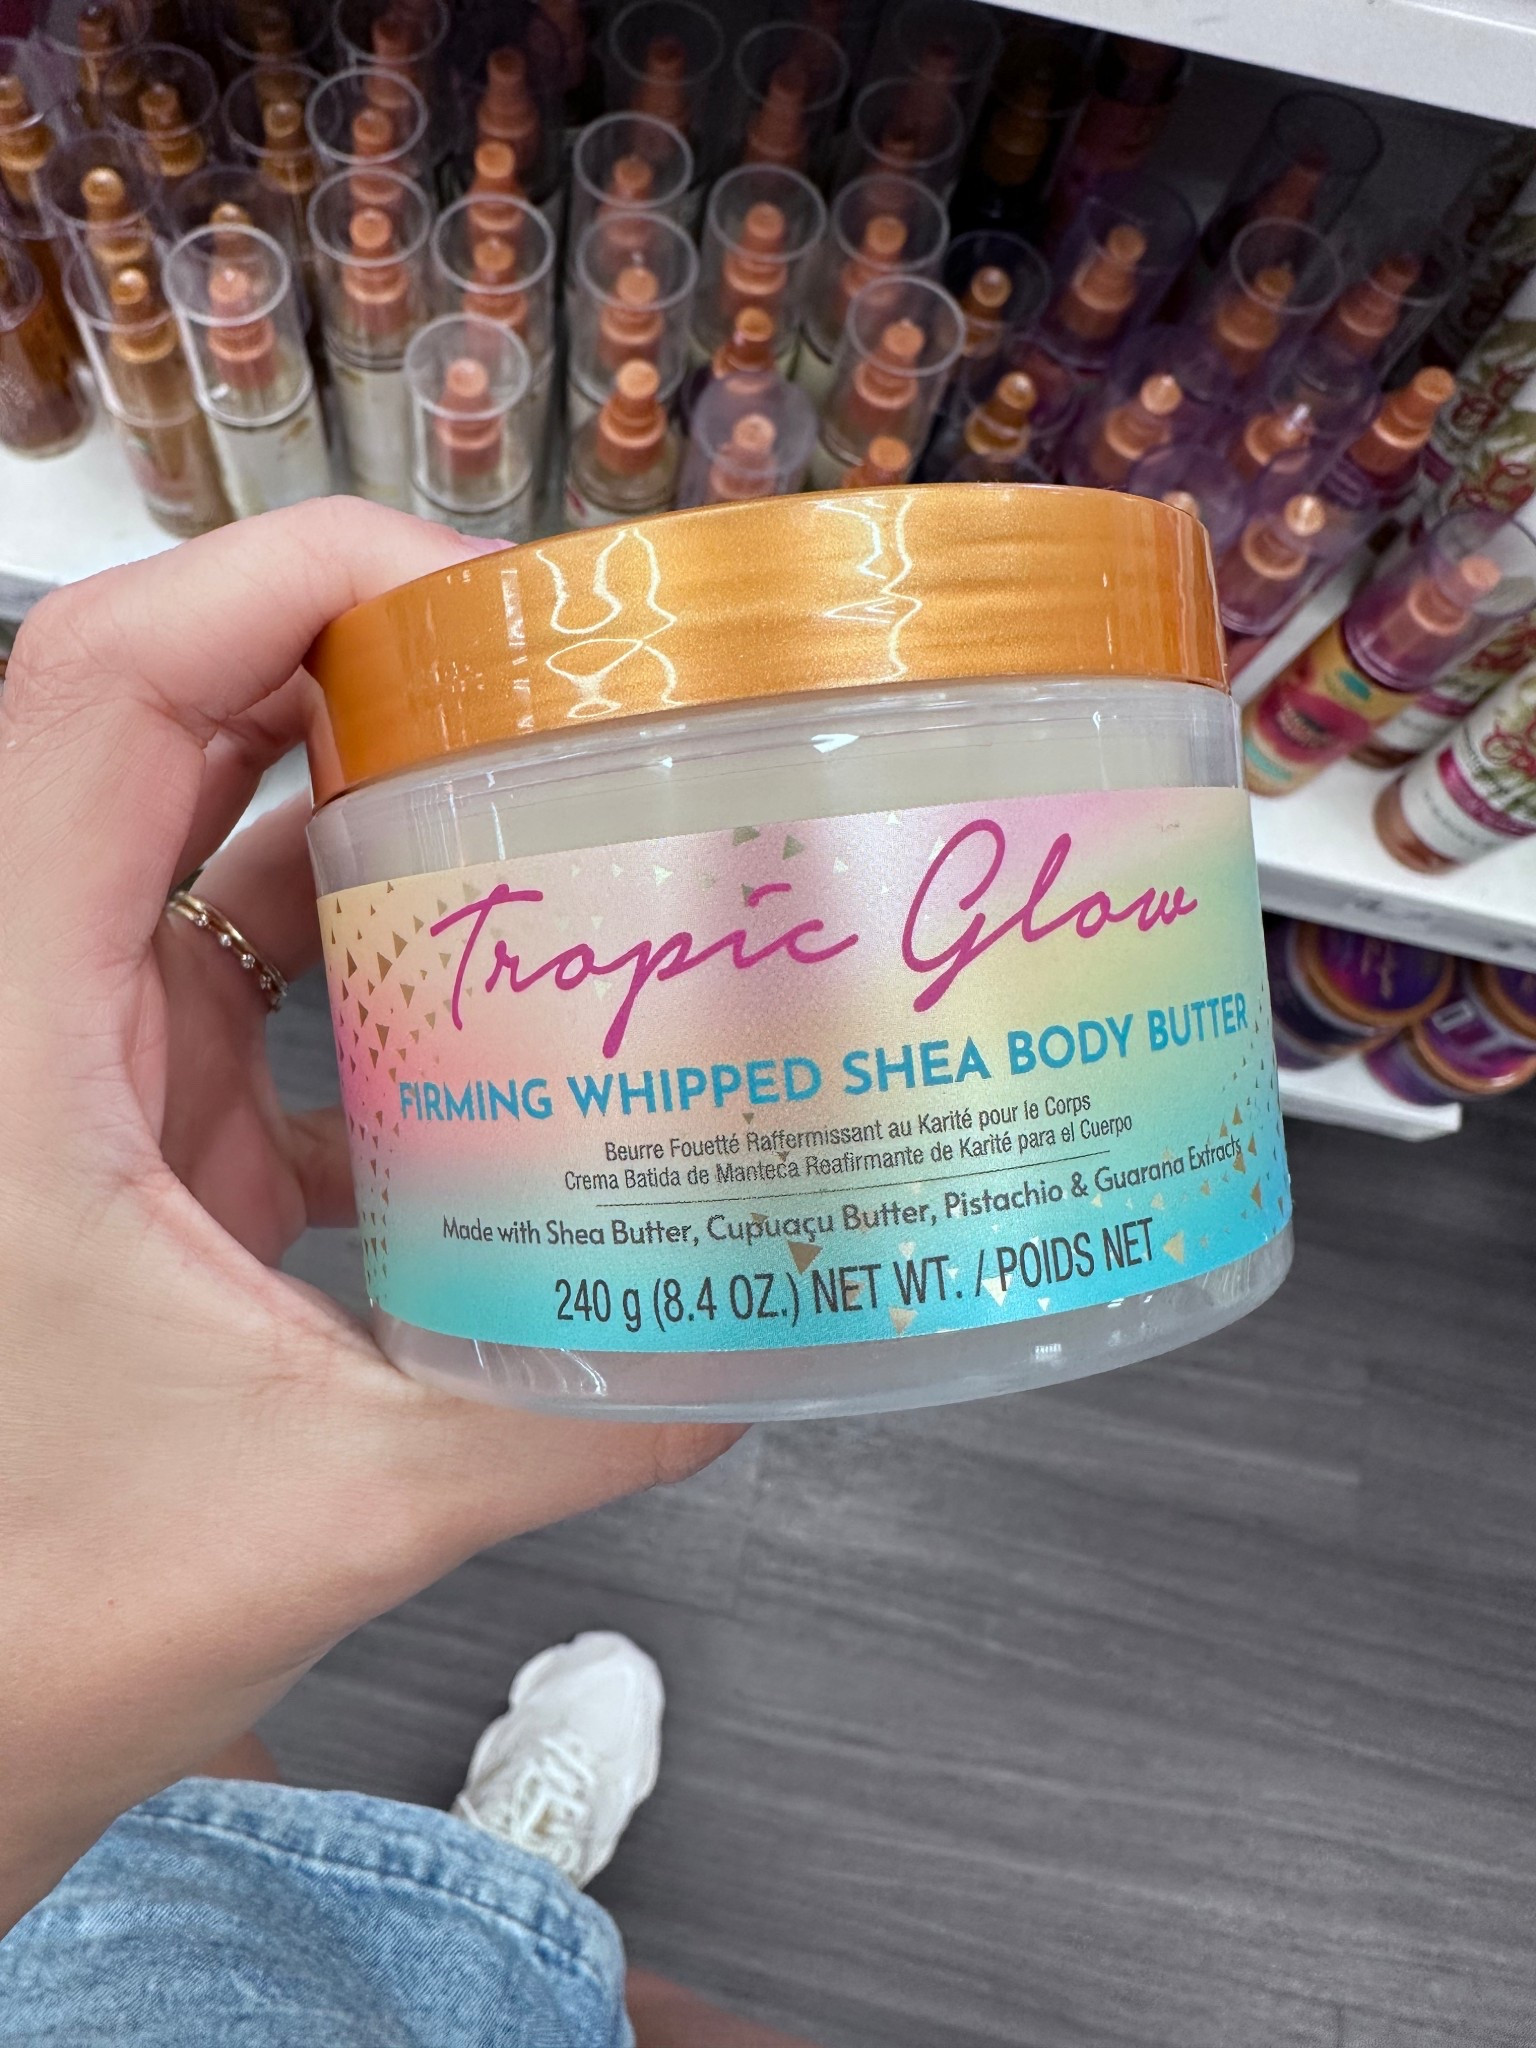 Tropic Glow
FIRMING WHIPPED SHEA BODY BUTTER
Beurre Fouetté Raffermissant au Karité pour le Corps
Crema Batida de Manteca Reafirmante de Karité para el Cuerpo
Made with Shea Butter, Cupuaçu Butter, Pistachio & Guarana Extracts
240 g (8.4 OZ.) NET WT. / POIDS NET